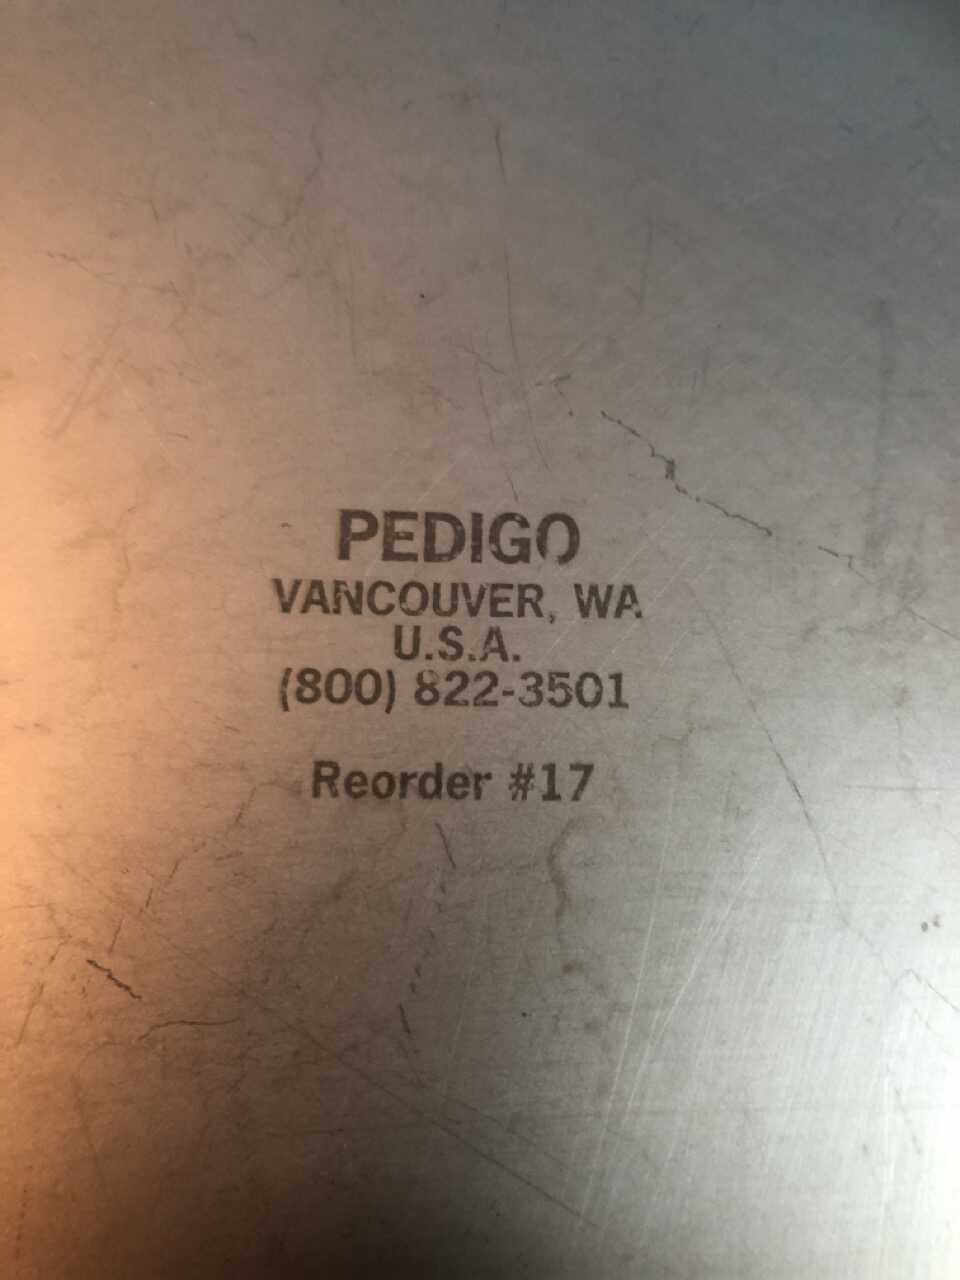 PEDIGO
VANCOUVER, WA
U.S.A.
(800) 822-3501
Reorder #17